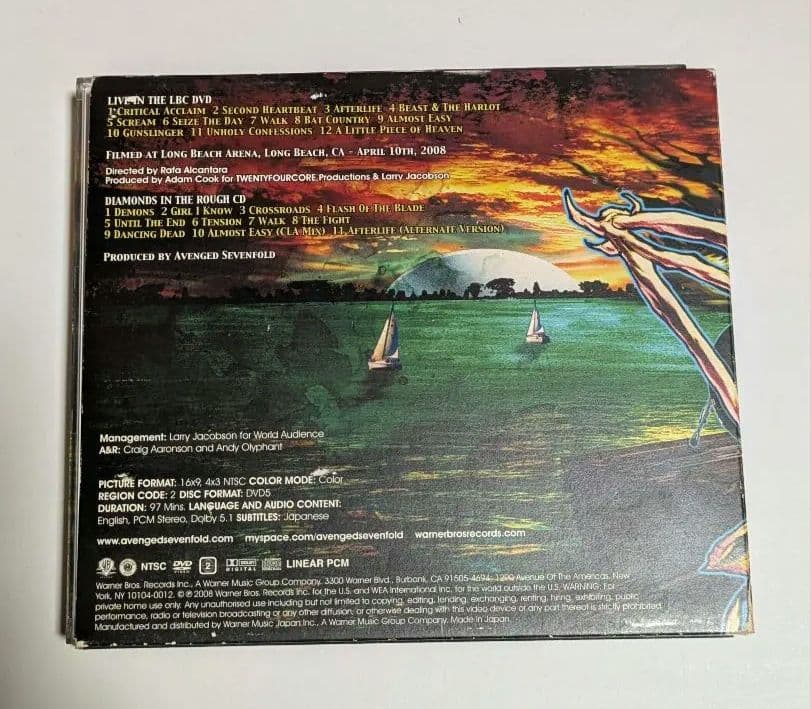 LIVE IN THE LBC DVD
1 CRITICAL ACCLAIM 2 SECOND HEARTBEAT 3 AFTERLIFE 4 BEAST & THE HARLOT
5 SCREAM 6 SEIZE THE DAY 7 WALK 8 BAT COUNTRY 9 ALMOST EASY
10 GUNSLINGER 11 UNHOLY CONFESSIONS 12 A LITTLE PIECE OF HEAVEN
FILMED AT LONG BEACH ARENA, LONG BEACH, CA - APRIL 10TH, 2008
Directed by Rafa Alcantara
Produced by Adam Cook for TWENTYFOURCORE Productions & Larry Jacobson
DIAMONDS IN THE ROUGH CD
1 DEMONS 2 GIRL I KNOW 3 CROSSROADS 4 FLASH OF THE BLADE
5 UNTIL THE END 6 TENSION 7 WALK 8 THE FIGHT
9 DANCING DEAD 10 ALMOST EASY (CLA MIX) 11 AFTERLIFE (ALTERNATE VERSION)
PRODUCED BY AVENGED SEVENFOLD
Management: Larry Jacobson for World Audience
A&R: Craig Aaronson and Andy Olyphant
PICTURE FORMAT: 16x9, 4x3 NTSC COLOR MODE: Color
REGION CODE: 2 DISC FORMAT: DVD5
DURATION: 97 Mins. LANGUAGE AND AUDIO CONTENT:
English, PCM Stereo, Dolby 5.1 SUBTITLES: Japanese
www.avengedsevenfold.com myspace.com/avengedsevenfold warnerbrosrecords.com
NTSC DVD 2 DOLBY DIGITAL LINEAR PCM
Warner Bros. Records Inc., A Warner Music Group Company. 3300 Warner Blvd., Burbank, CA 91505-4694; 1290 Avenue Of The Americas, New
York, NY 10104-0012. © ℗ 2008 Warner Bros. Records Inc. for the U.S. and WEA International Inc. for the world outside the U.S. WARNING: For
private home use only. Any unauthorised use including but not limited to copying, editing, lending, exchanging, renting, hiring, exhibiting, public
performance, radio or television broadcasting or any other diffusion, or otherwise dealing with this video device or any part thereof is strictly prohibited.
Manufactured and distributed by Warner Music Japan Inc., A Warner Music Group Company. Made in Japan.